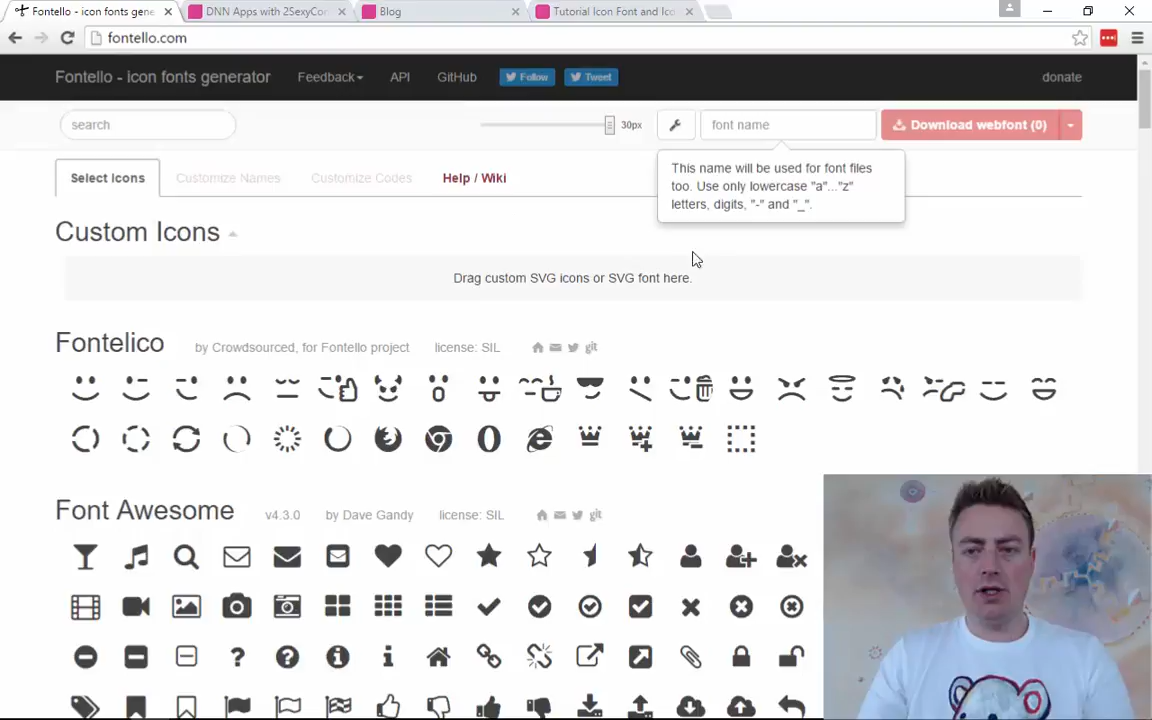 Fontello - icon fonts gene
DNN Apps with 2SexyCon
Blog
Tutorial Icon Font and Ico
fontello.com
Fontello - icon fonts generator
Feedback
API
GitHub
Follow
Tweet
donate
search
30px
font name
Download webfont (0)
This name will be used for font files
too. Use only lowercase "a"..."z"
letters, digits, "-" and "_".
Select Icons
Customize Names
Customize Codes
Help / Wiki
Custom Icons
Drag custom SVG icons or SVG font here.
Fontelico
by Crowdsourced, for Fontello project
license: SIL
git
Font Awesome
v4.3.0
by Dave Gandy
license: SIL
git